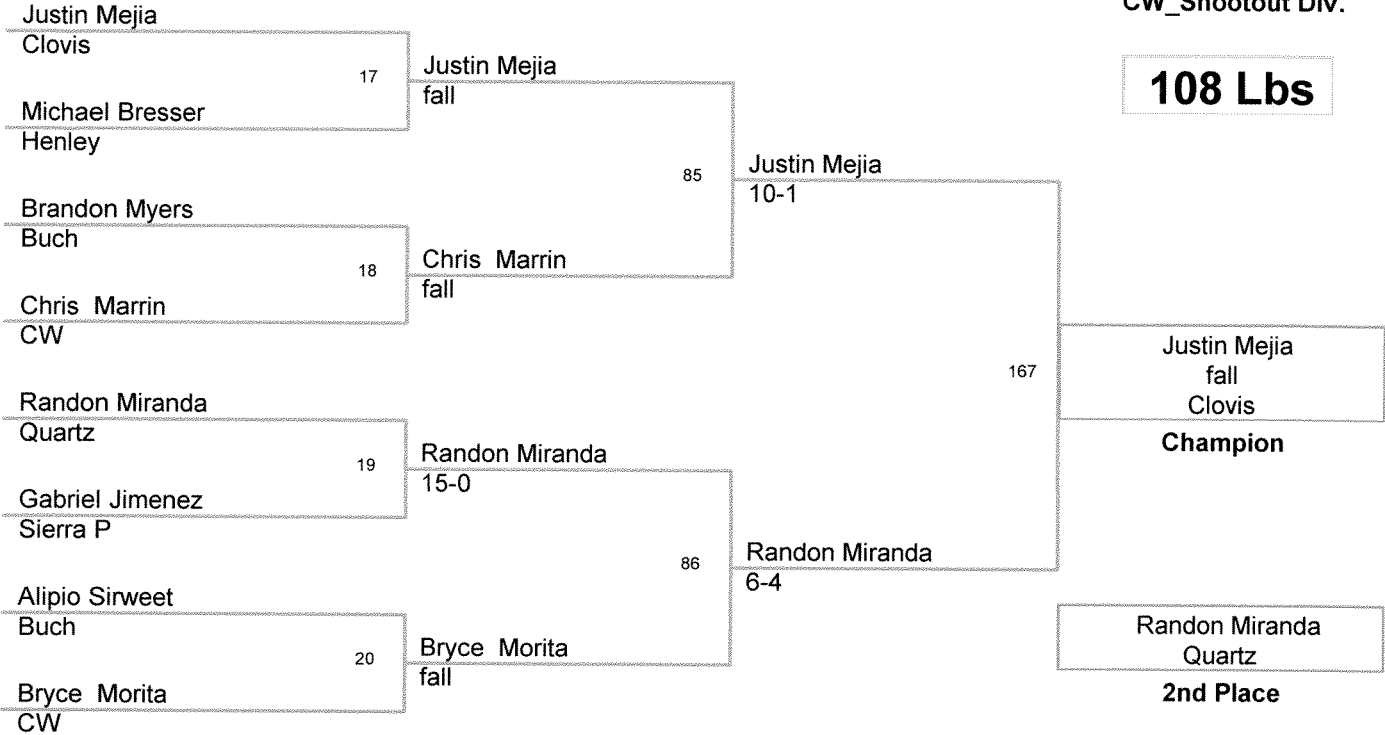 CW_Shootout Div.
108 Lbs
Justin Mejia
Clovis
17
Michael Bresser
Henley
Justin Mejia
fall
Brandon Myers
Buch
18
Chris Marrin
CW
Chris Marrin
fall
85
Justin Mejia
10-1
Randon Miranda
Quartz
19
Gabriel Jimenez
Sierra P
Randon Miranda
15-0
Alipio Sirweet
Buch
20
Bryce Morita
CW
Bryce Morita
fall
86
Randon Miranda
6-4
167
Justin Mejia
fall
Clovis
Champion
Randon Miranda
Quartz
2nd Place